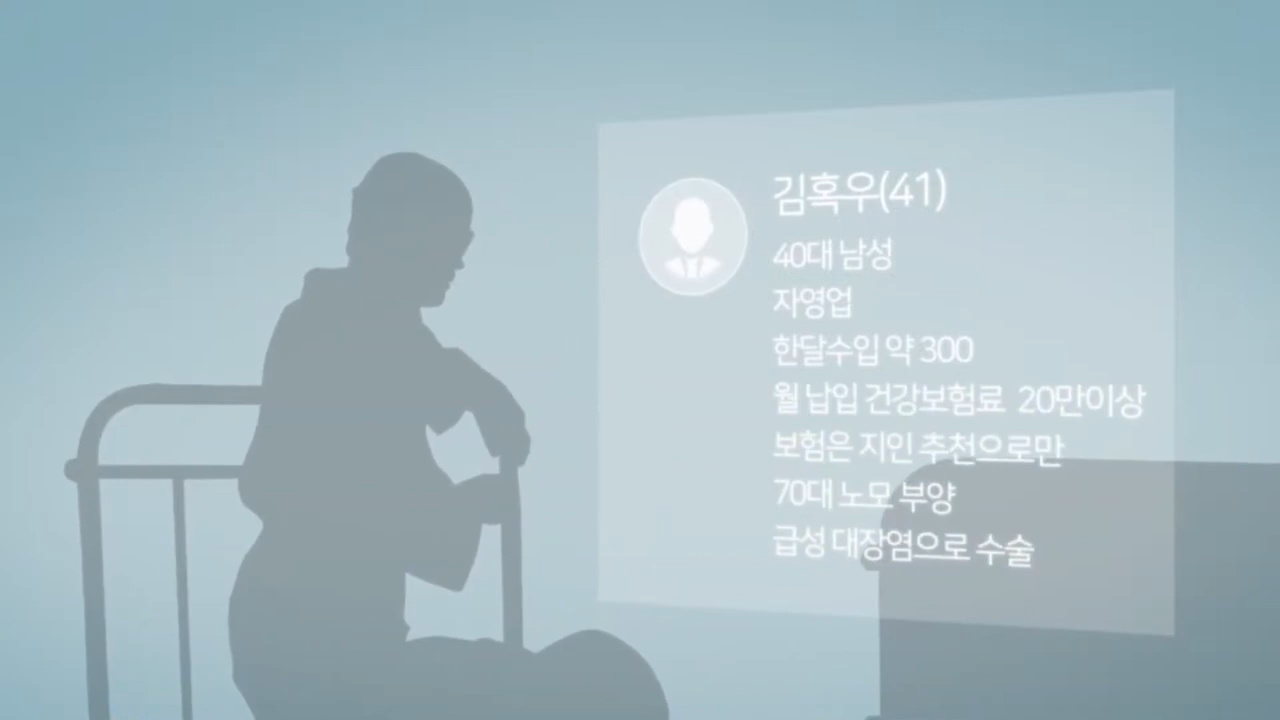 김혹우(41)
40대 남성
자영업
한달수입 약 300
월 납입 건강보험료 20만이상
보험은 지인 추천으로만
70대 노모 부양
급성 대장염으로 수술